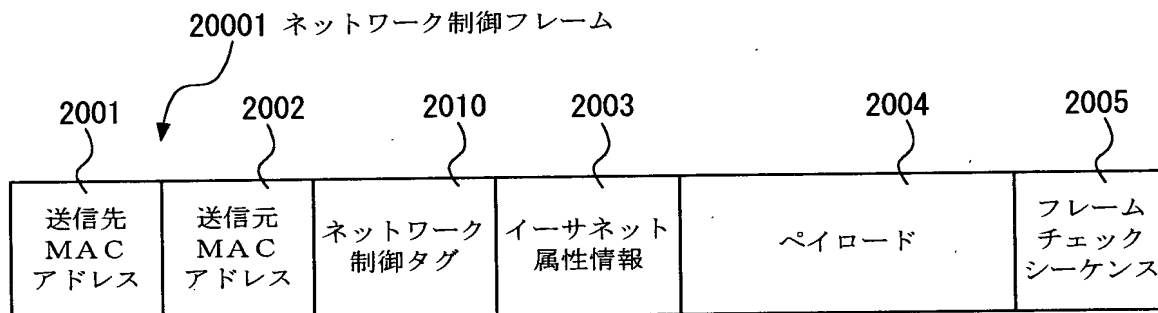 20001 ネットワーク制御フレーム
2001
2002
2010
2003
2004
2005
送信先
MAC
アドレス
送信元
MAC
アドレス
ネットワーク
制御タグ
イーサネット
属性情報
ペイロード
フレーム
チェック
シーケンス